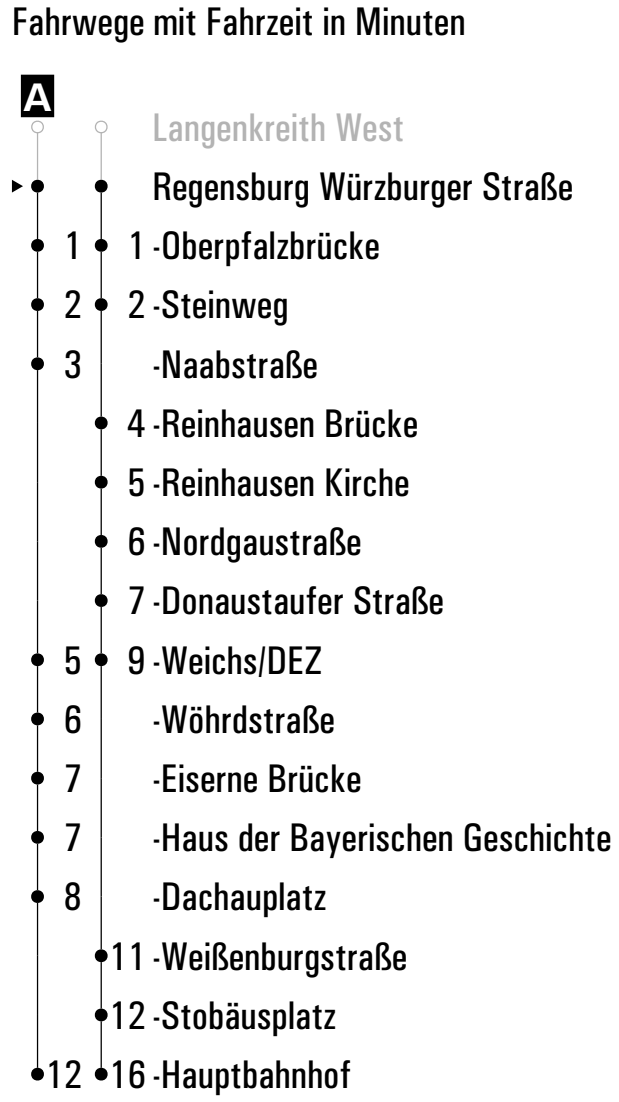 Fahrwege mit Fahrzeit in Minuten
A
Langenkreith West
Regensburg Würzburger Straße
1 1 -Oberpfalzbrücke
2 2 -Steinweg
3 -Naabstraße
4 -Reinhausen Brücke
5 -Reinhausen Kirche
6 -Nordgaustraße
7 -Donaustaufer Straße
5 9 -Weichs/DEZ
6 -Wöhrdstraße
7 -Eiserne Brücke
7 -Haus der Bayerischen Geschichte
8 -Dachauplatz
11 -Weißenburgstraße
12 -Stobäusplatz
12 16 -Hauptbahnhof